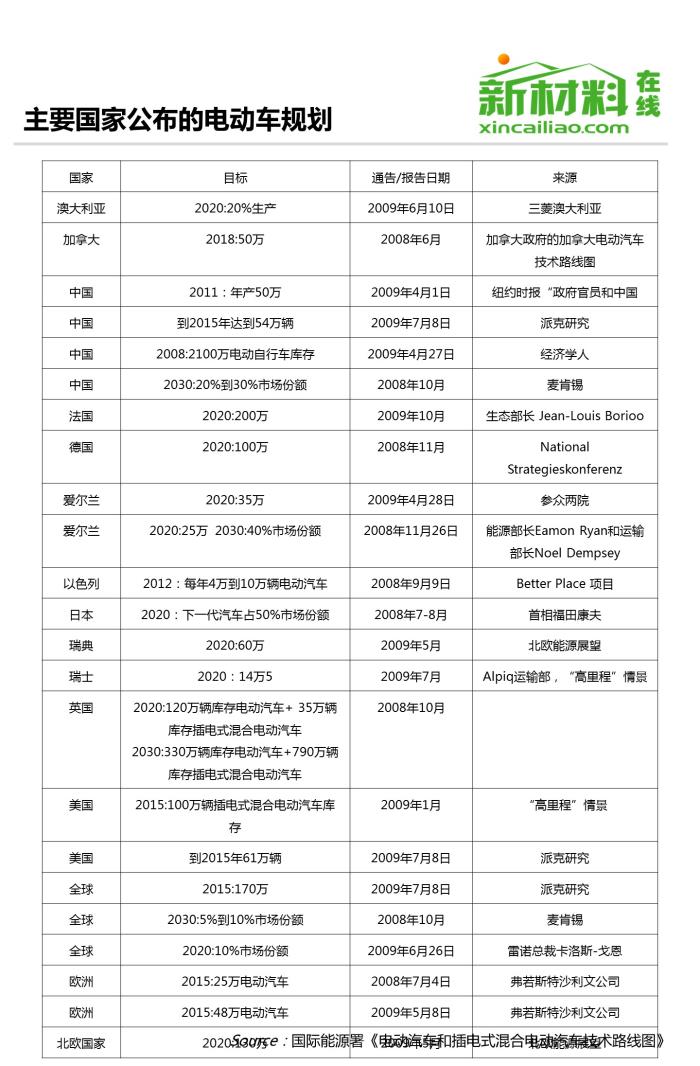 新材料在线
xincailiao.com
主要国家公布的电动车规划
国家 目标 通告/报告日期 来源
澳大利亚 2020:20%生产 2009年6月10日 三菱澳大利亚
加拿大 2018:50万 2008年6月 加拿大政府的加拿大电动汽车
技术路线图
中国 2011：年产50万 2009年4月1日 纽约时报“政府官员和中国
中国 到2015年达到54万辆 2009年7月8日 派克研究
中国 2008:2100万电动自行车库存 2009年4月27日 经济学人
中国 2030:20%到30%市场份额 2008年10月 麦肯锡
法国 2020:200万 2009年10月 生态部长 Jean-Louis Borioo
德国 2020:100万 2008年11月 National
Strategieskonferenz
爱尔兰 2020:35万 2009年4月28日 参众两院
爱尔兰 2020:25万 2030:40%市场份额 2008年11月26日 能源部长Eamon Ryan和运输
部长Noel Dempsey
以色列 2012：每年4万到10万辆电动汽车 2008年9月9日 Better Place 项目
日本 2020：下一代汽车占50%市场份额 2008年7-8月 首相福田康夫
瑞典 2020:60万 2009年5月 北欧能源展望
瑞士 2020：14万5 2009年7月 Alpiq运输部，“高里程”情景
英国 2020:120万辆库存电动汽车+ 35万辆 2008年10月
库存插电式混合电动汽车
2030:330万辆库存电动汽车+790万辆
库存插电式混合电动汽车
美国 2015:100万辆插电式混合电动汽车库 2009年1月 “高里程”情景
存
美国 到2015年61万辆 2009年7月8日 派克研究
全球 2015:170万 2009年7月8日 派克研究
全球 2030:5%到10%市场份额 2008年10月 麦肯锡
全球 2020:10%市场份额 2009年6月26日 雷诺总裁卡洛斯-戈恩
欧洲 2015:25万电动汽车 2008年7月4日 弗若斯特沙利文公司
欧洲 2015:48万电动汽车 2009年5月8日 弗若斯特沙利文公司
北欧国家 2020:130万 2009年5月 北欧能源展望
Source：国际能源署《电动汽车和插电式混合电动汽车技术路线图》